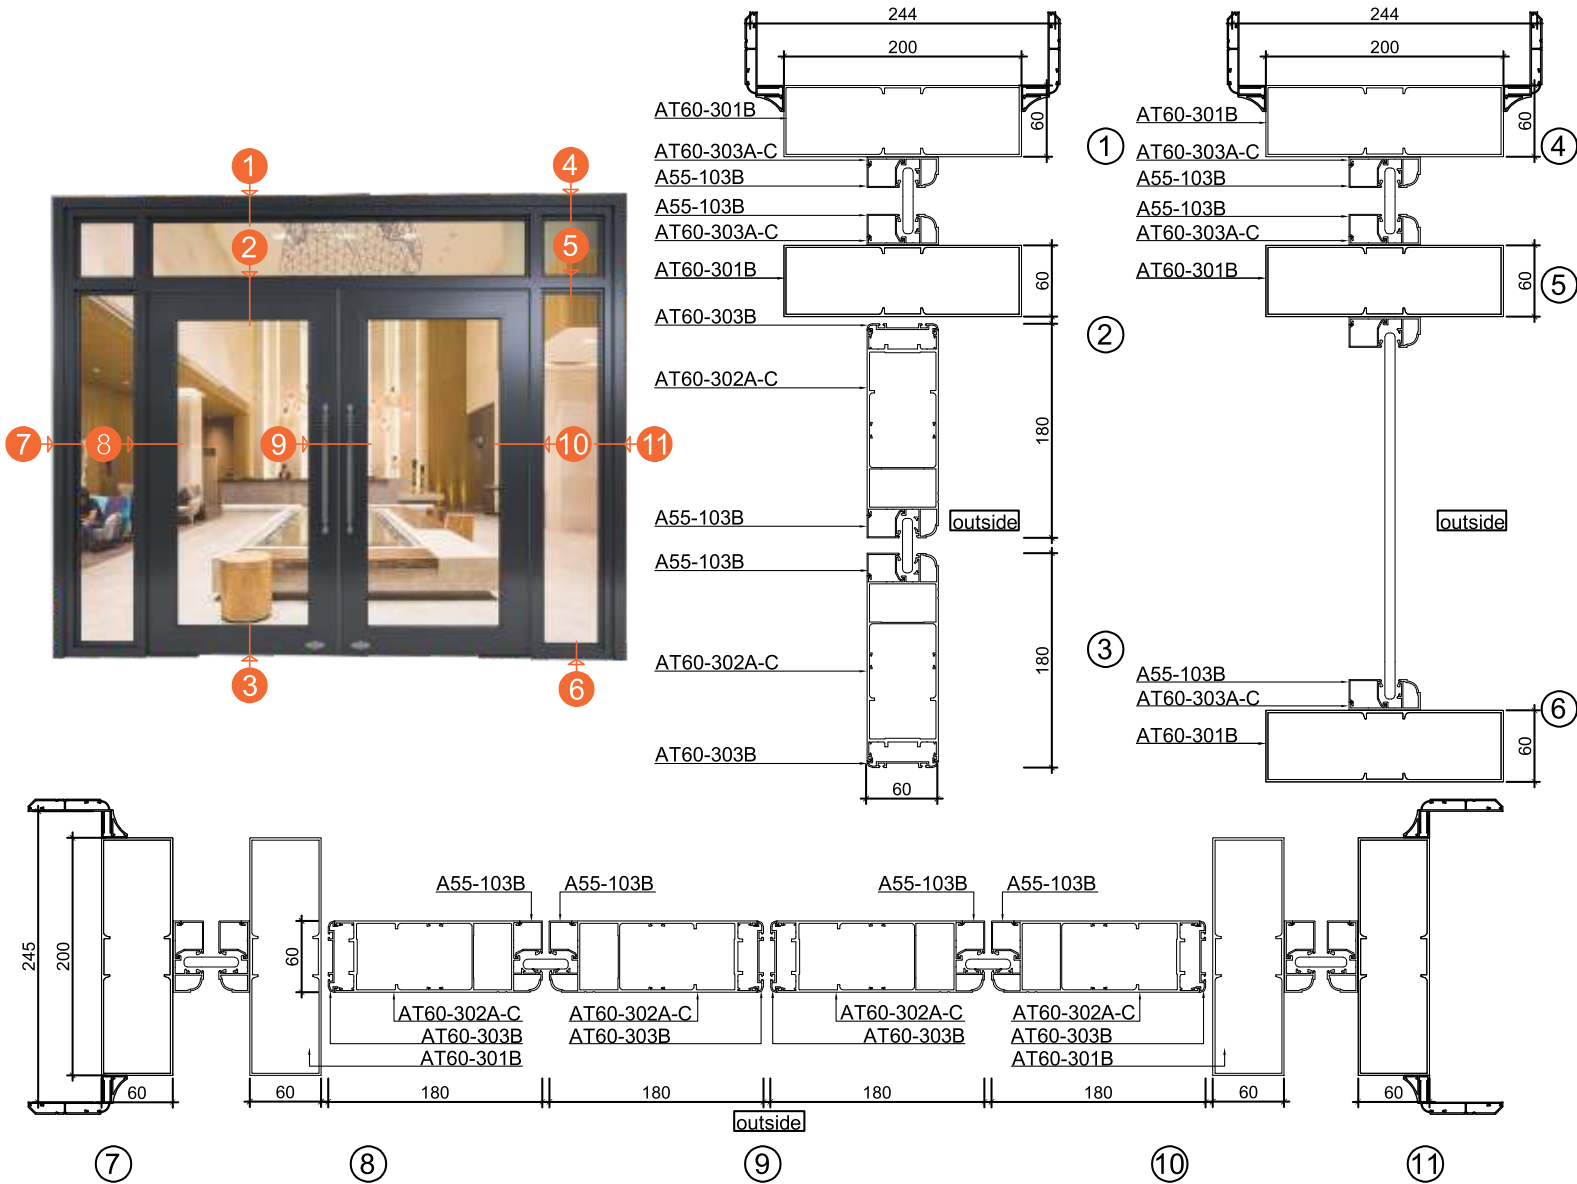 1
4
2
5
7
8
9
10
11
3
6
244
200
AT60-301B
60
1
AT60-303A-C
A55-103B
A55-103B
AT60-303A-C
AT60-301B
60
AT60-303B
2
AT60-302A-C
180
A55-103B
outside
A55-103B
AT60-302A-C
180
3
AT60-303B
60
244
200
AT60-301B
60
4
AT60-303A-C
A55-103B
A55-103B
AT60-303A-C
AT60-301B
60
5
outside
A55-103B
AT60-303A-C
AT60-301B
60
6
245
200
60
A55-103B
A55-103B
A55-103B
A55-103B
AT60-302A-C
AT60-302A-C
AT60-302A-C
AT60-302A-C
AT60-303B
AT60-303B
AT60-303B
AT60-303B
AT60-301B
AT60-301B
60
60
180
180
180
180
60
60
outside
7
8
9
10
11